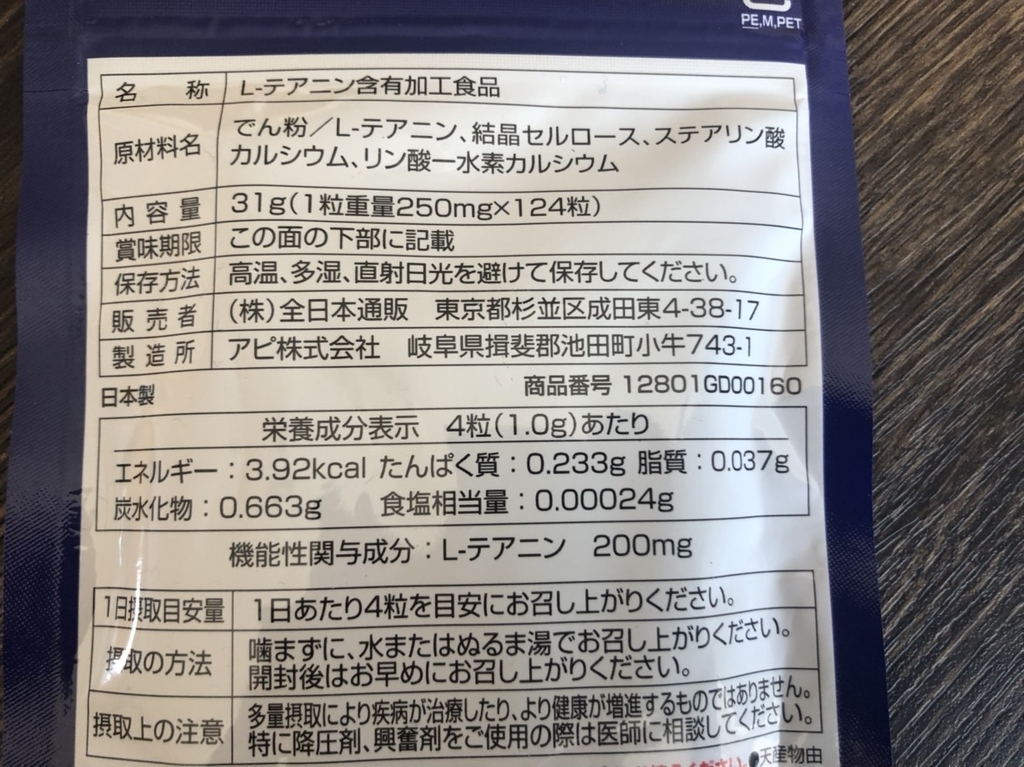 PE,M,PET
名 称 L-テアニン含有加工食品
原材料名 でん粉／L-テアニン、結晶セルロース、ステアリン酸
カルシウム、リン酸一水素カルシウム
内容量 31g（1粒重量250mg×124粒）
賞味期限 この面の下部に記載
保存方法 高温、多湿、直射日光を避けて保存してください。
販売者 （株）全日本通販 東京都杉並区成田東4-38-17
製造所 アピ株式会社 岐阜県揖斐郡池田町小牛743-1
日本製 商品番号 12801GD00160
栄養成分表示 4粒（1.0g）あたり
エネルギー：3.92kcal たんぱく質：0.233g 脂質：0.037g
炭水化物：0.663g 食塩相当量：0.00024g
機能性関与成分：L-テアニン 200mg
1日摂取目安量 1日あたり4粒を目安にお召し上がりください。
摂取の方法 噛まずに、水またはぬるま湯でお召し上がりください。
開封後はお早めにお召し上がりください。
摂取上の注意 多量摂取により疾病が治療したり、より健康が増進するものではありません。
特に降圧剤、興奮剤をご使用の際は医師に相談してください。
ください。 天産物由